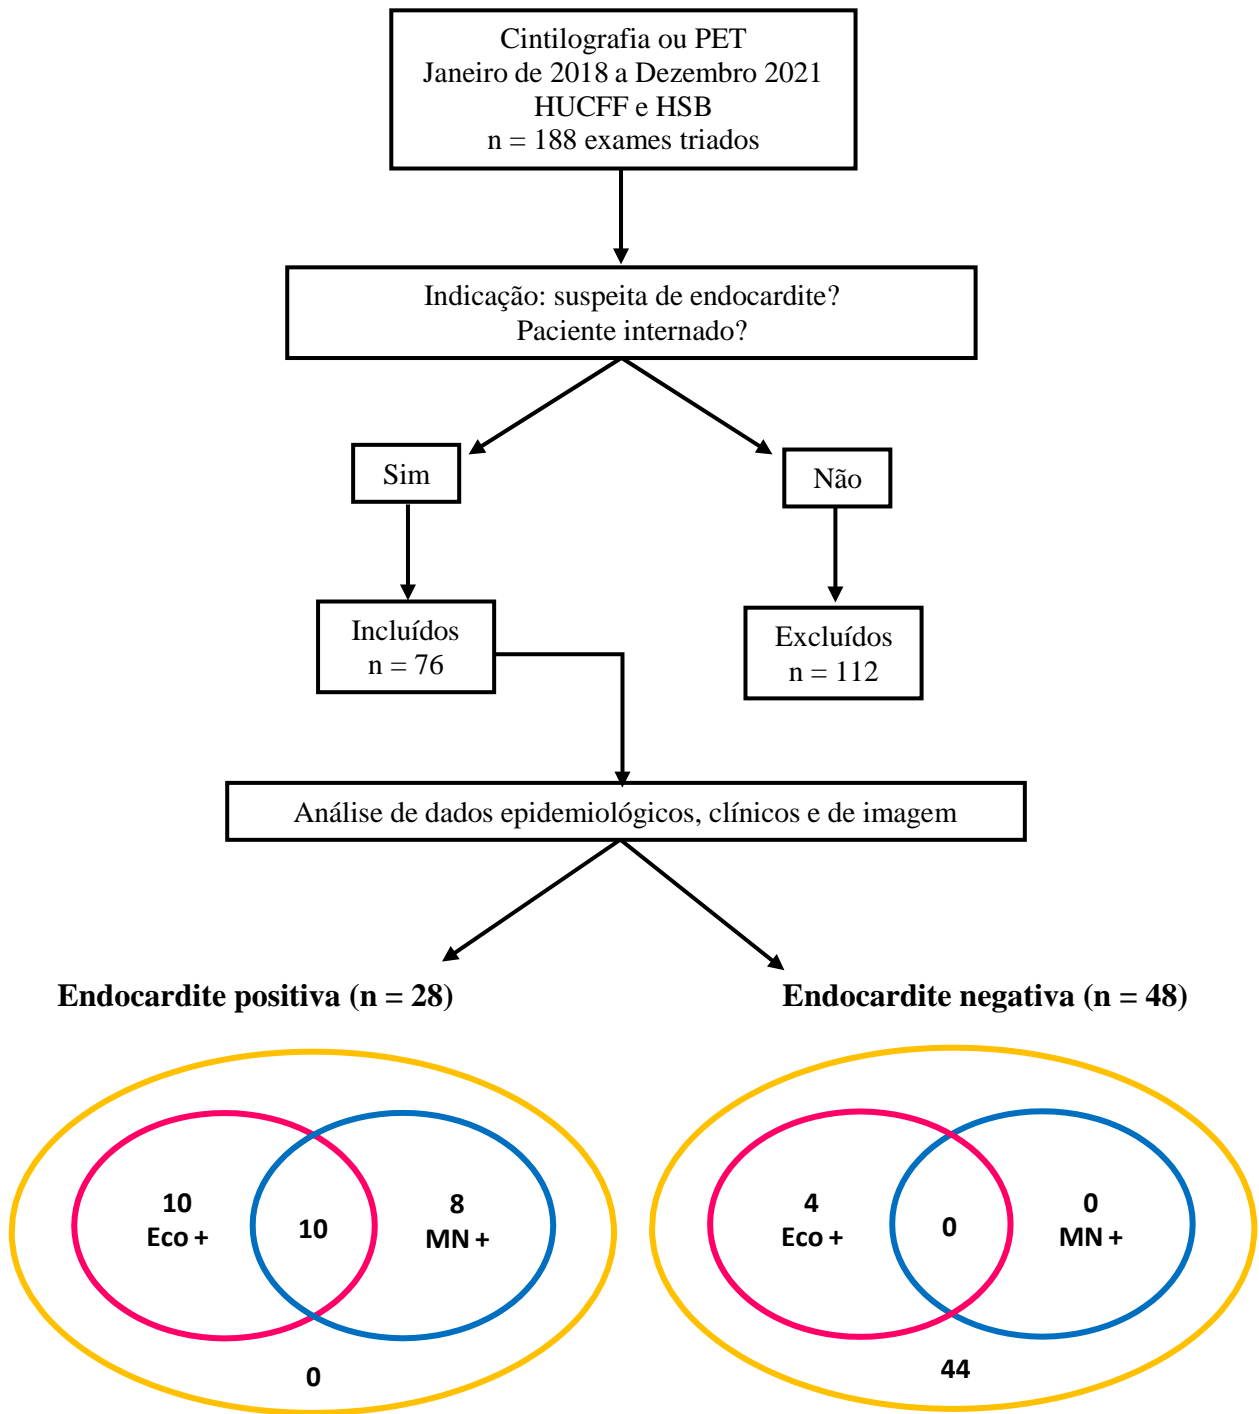 Cintilografia ou PET
Janeiro de 2018 a Dezembro 2021
HUCFF e HSB
n = 188 exames triados
Indicação: suspeita de endocardite?
Paciente internado?
Sim
Não
Incluídos
n = 76
Excluídos
n = 112
Análise de dados epidemiológicos, clínicos e de imagem
Endocardite positiva (n = 28)
Endocardite negativa (n = 48)
10
Eco +
10
8
MN +
0
4
Eco +
0
0
MN +
44